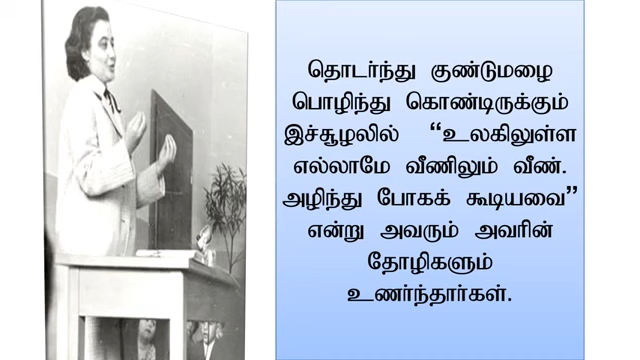 தொடர்ந்து குண்டுமழை
பொழிந்து கொண்டிருக்கும்
இச்சூழலில் “உலகிலுள்ள
எல்லாமே வீணிலும் வீண்.
அழிந்து போகக் கூடியவை”
என்று அவரும் அவரின்
தோழிகளும்
உணர்ந்தார்கள்.